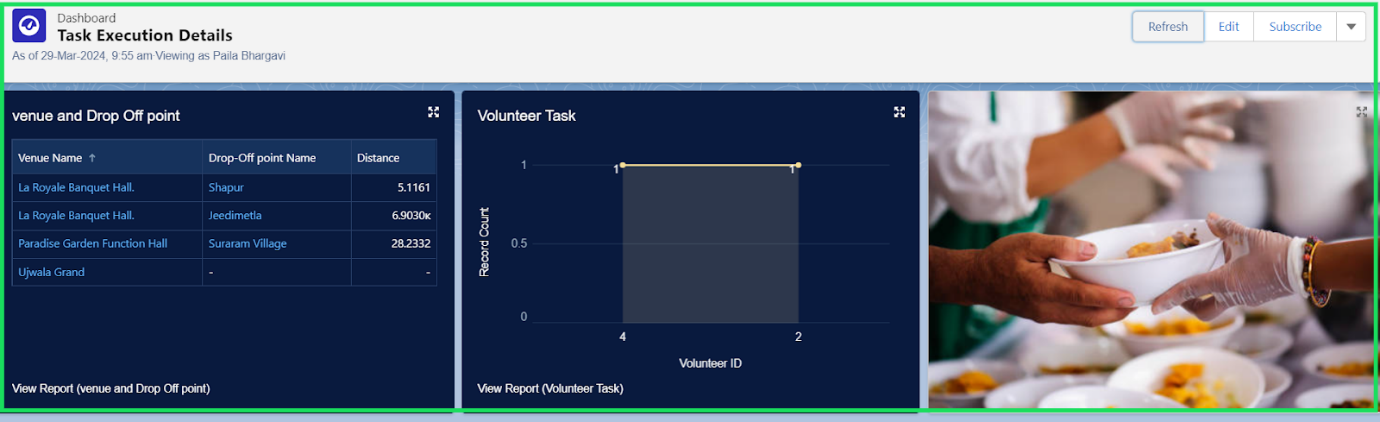 Dashboard
Task Execution Details
As of 29-Mar-2024, 9:55 am·Viewing as Paila Bhargavi
Refresh Edit Subscribe
venue and Drop Off point
Venue Name ↑ Drop-Off point Name Distance
La Royale Banquet Hall. Shapur 5.1161
La Royale Banquet Hall. Jeedimetla 6.9030K
Paradise Garden Function Hall Suraram Village 28.2332
Ujwala Grand - -
View Report (venue and Drop Off point)
Volunteer Task
Record Count
1
0.5
0
1 1
4 2
Volunteer ID
View Report (Volunteer Task)